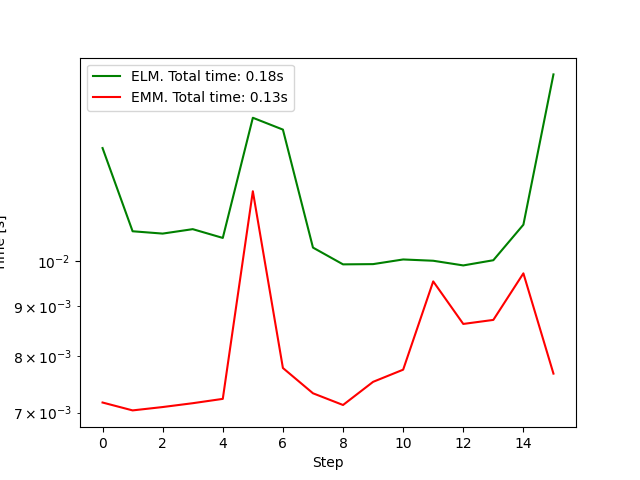 ELM. Total time: 0.18s
EMM. Total time: 0.13s
10⁻²
9 × 10⁻³
8 × 10⁻³
7 × 10⁻³
0 2 4 6 8 10 12 14
Step